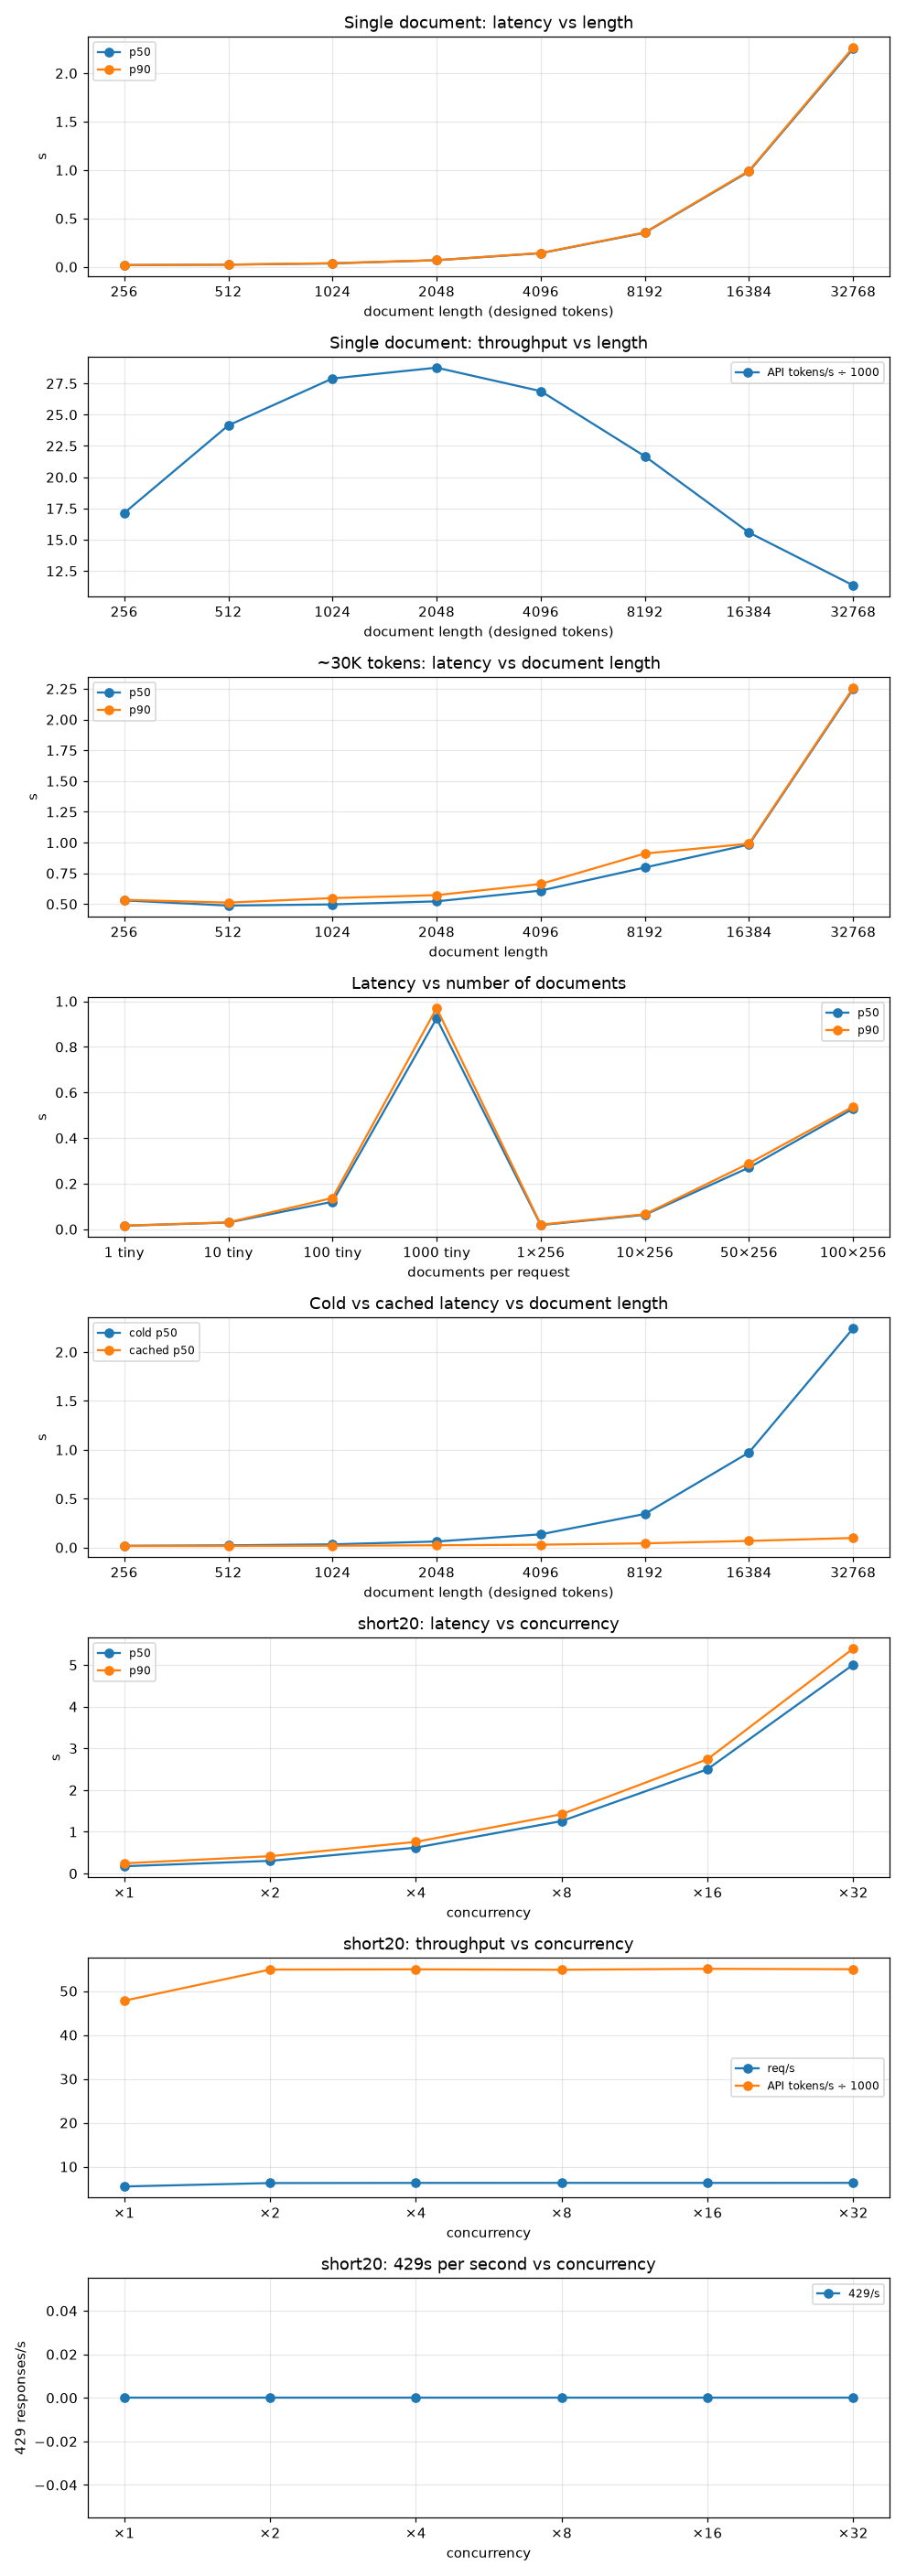 Single document: latency vs length
p50
p90
2.0
1.5
1.0
0.5
0.0
s
256 512 1024 2048 4096 8192 16384 32768
document length (designed tokens)
Single document: throughput vs length
API tokens/s ÷ 1000
27.5
25.0
22.5
20.0
17.5
15.0
12.5
256 512 1024 2048 4096 8192 16384 32768
document length (designed tokens)
~30K tokens: latency vs document length
p50
p90
2.25
2.00
1.75
1.50
1.25
1.00
0.75
0.50
s
256 512 1024 2048 4096 8192 16384 32768
document length
Latency vs number of documents
p50
p90
1.0
0.8
0.6
0.4
0.2
0.0
s
1 tiny 10 tiny 100 tiny 1000 tiny 1×256 10×256 50×256 100×256
documents per request
Cold vs cached latency vs document length
cold p50
cached p50
2.0
1.5
1.0
0.5
0.0
s
256 512 1024 2048 4096 8192 16384 32768
document length (designed tokens)
short20: latency vs concurrency
p50
p90
5
4
3
2
1
0
s
×1 ×2 ×4 ×8 ×16 ×32
concurrency
short20: throughput vs concurrency
50
40
30
20
10
req/s
API tokens/s ÷ 1000
×1 ×2 ×4 ×8 ×16 ×32
concurrency
short20: 429s per second vs concurrency
429/s
0.04
0.02
0.00
−0.02
−0.04
429 responses/s
×1 ×2 ×4 ×8 ×16 ×32
concurrency